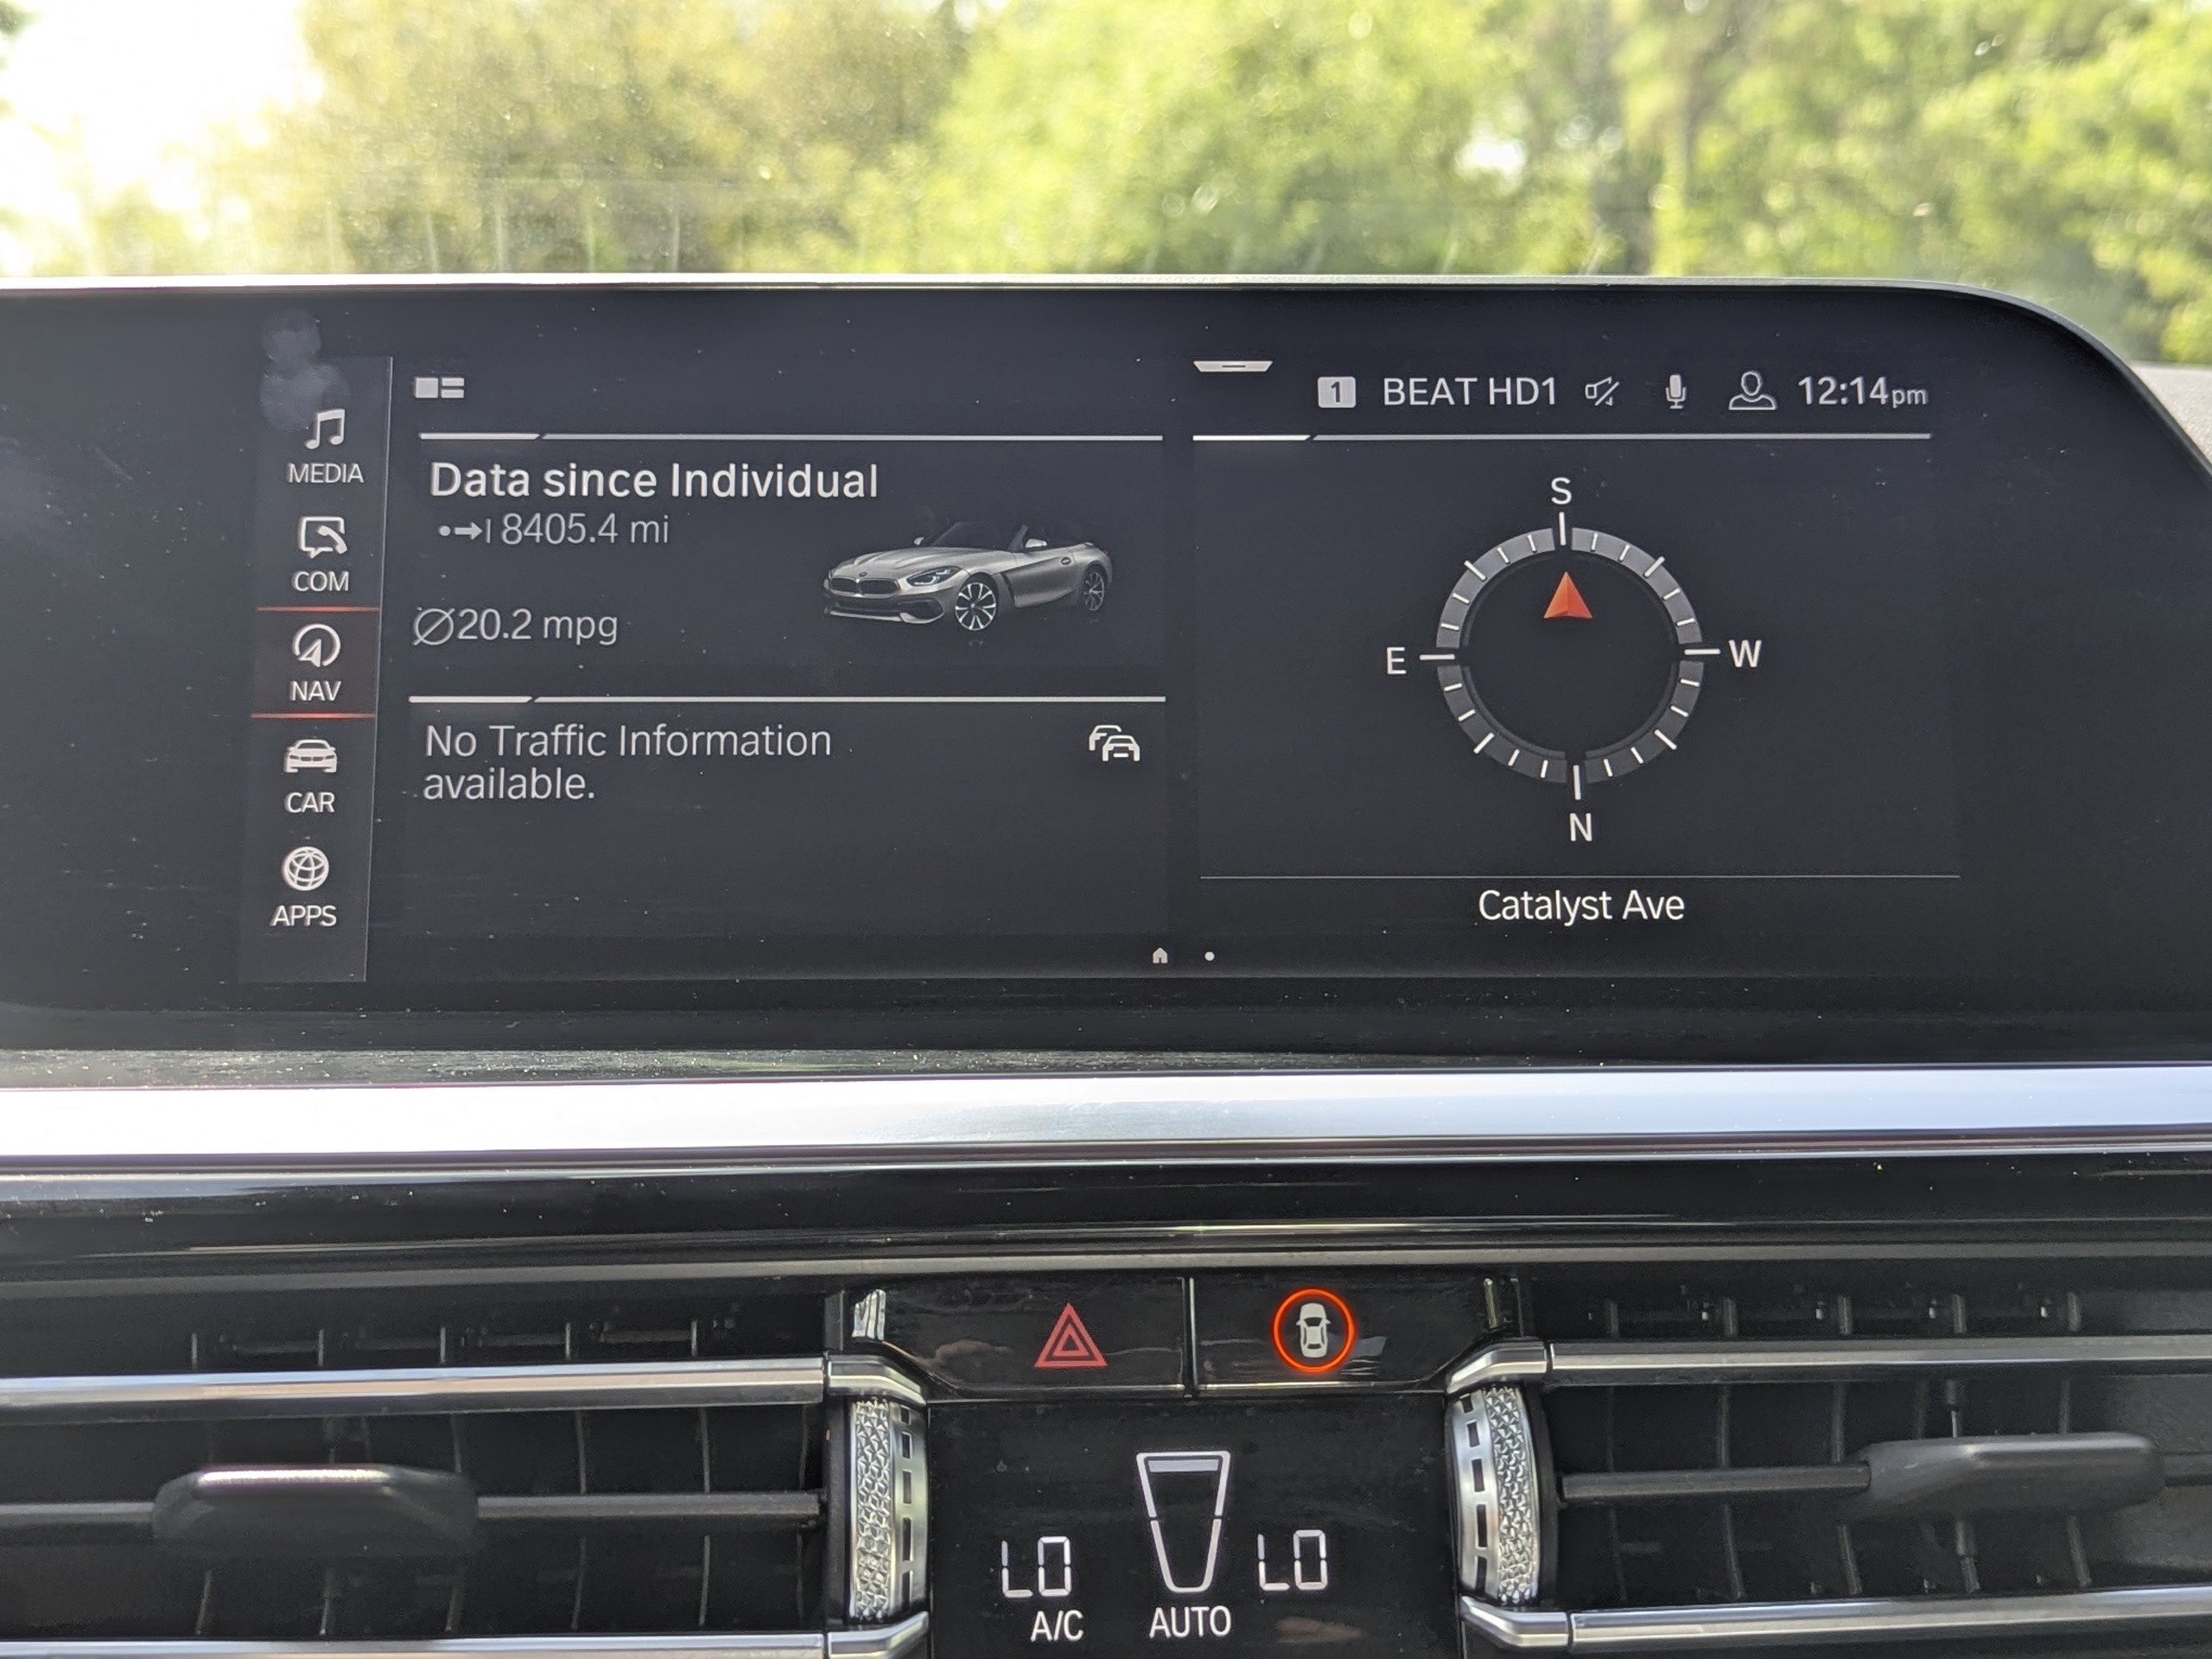 1 BEAT HD1 12:14pm
MEDIA
COM
NAV
CAR
APPS
Data since Individual
8405.4 mi
Ø20.2 mpg
No Traffic Information
available.
S
E W
N
Catalyst Ave
LO LO
A/C AUTO